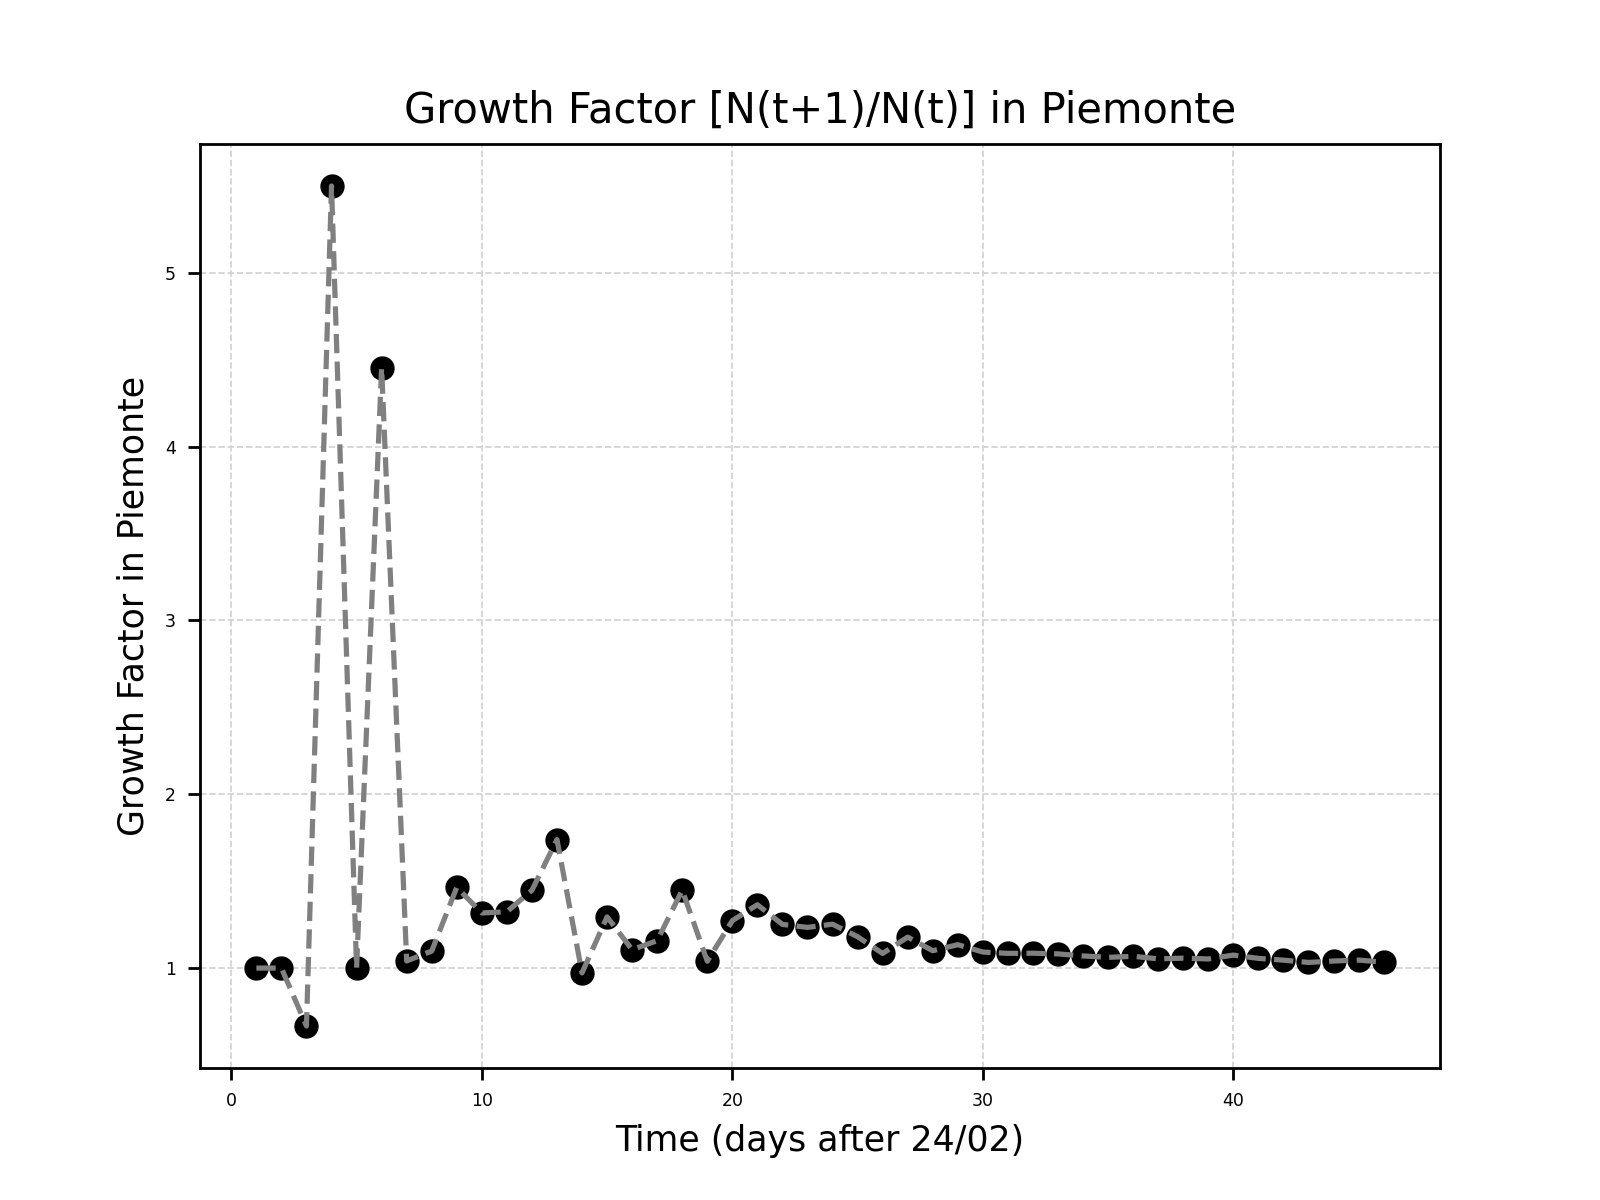 Growth Factor [N(t+1)/N(t)] in Piemonte
Growth Factor in Piemonte
5
4
3
2
1
0 10 20 30 40
Time (days after 24/02)